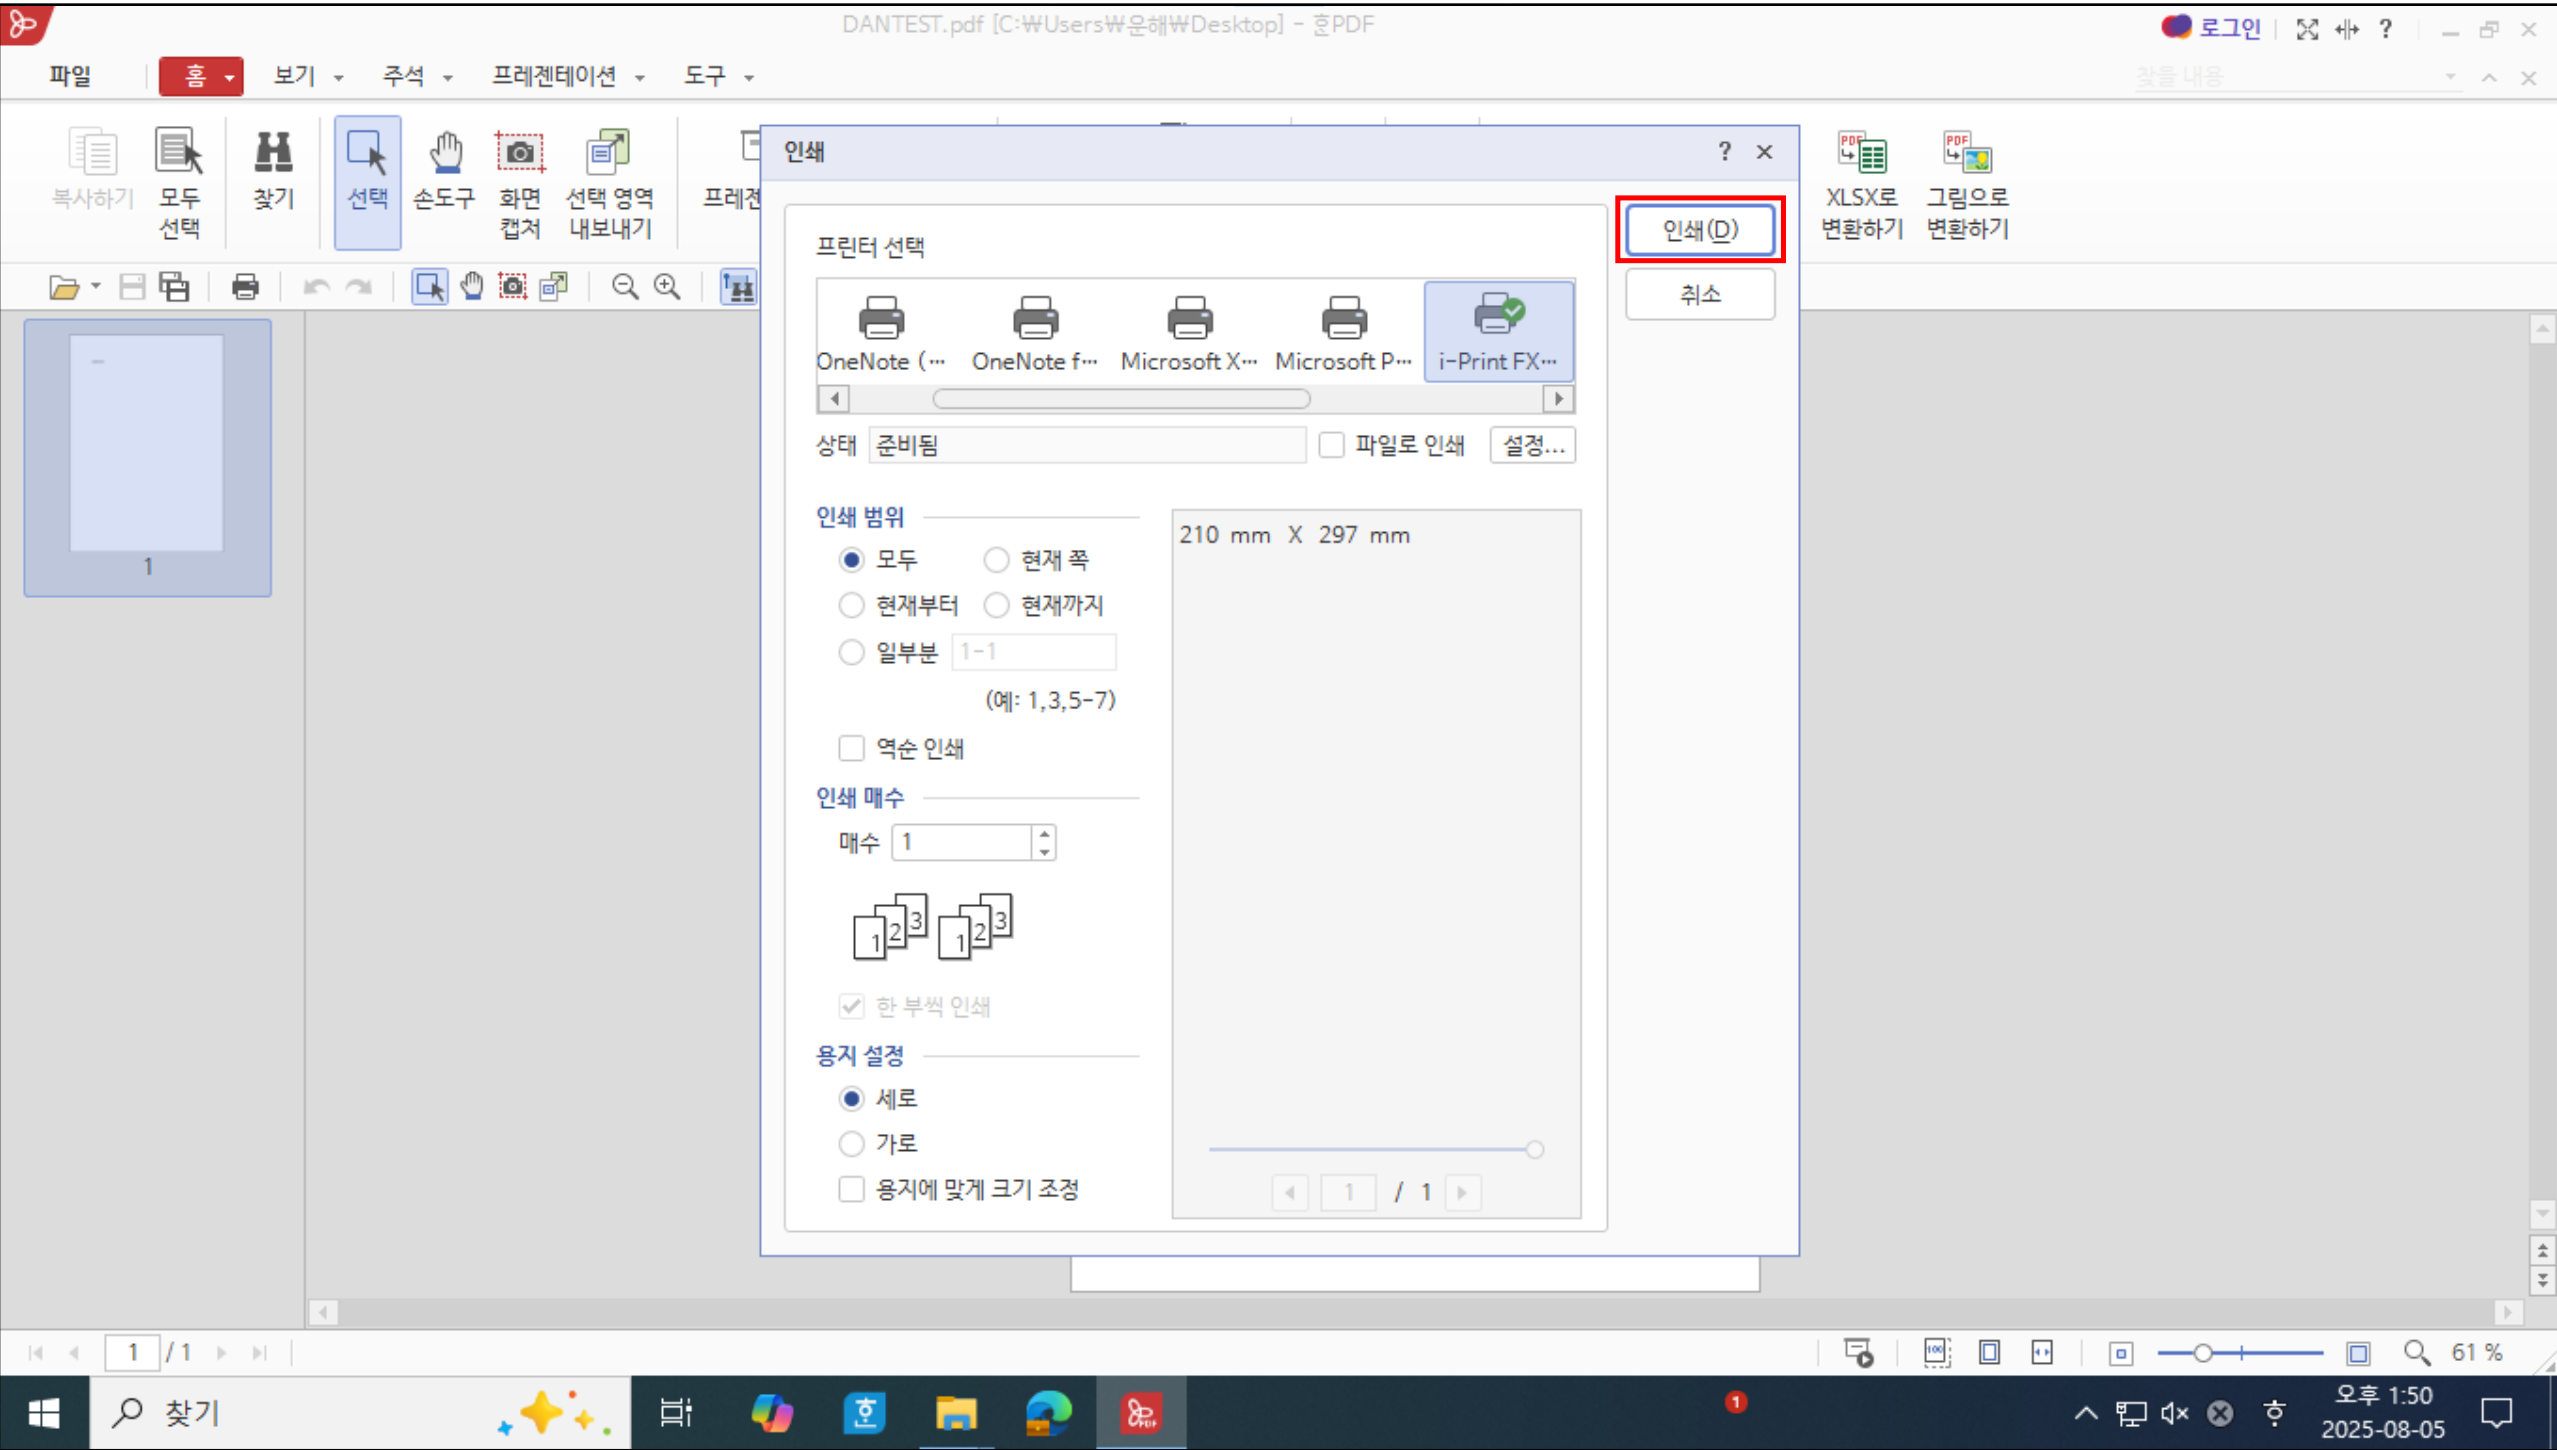 DANTEST.pdf [C:￦Users￦운해￦Desktop] - 흔PDF
로그인
?
파일
홈
보기
주석
프레젠테이션
도구
찾을 내용
복사하기
모두
선택
찾기
선택
손도구
화면
캡처
선택 영역
내보내기
프레젠
XLSX로
변환하기
그림으로
변환하기
인쇄
?
인쇄(D)
취소
프린터 선택
OneNote (…
OneNote f…
Microsoft X…
Microsoft P…
i-Print FX…
상태
준비됨
파일로 인쇄
설정...
인쇄 범위
모두
현재 쪽
현재부터
현재까지
일부분
1-1
(예: 1,3,5-7)
역순 인쇄
인쇄 매수
매수
1
1 2 3
1 2 3
한 부씩 인쇄
용지 설정
세로
가로
용지에 맞게 크기 조정
210 mm X 297 mm
1 / 1
1
1 / 1
61 %
찾기
1
오후 1:50
2025-08-05